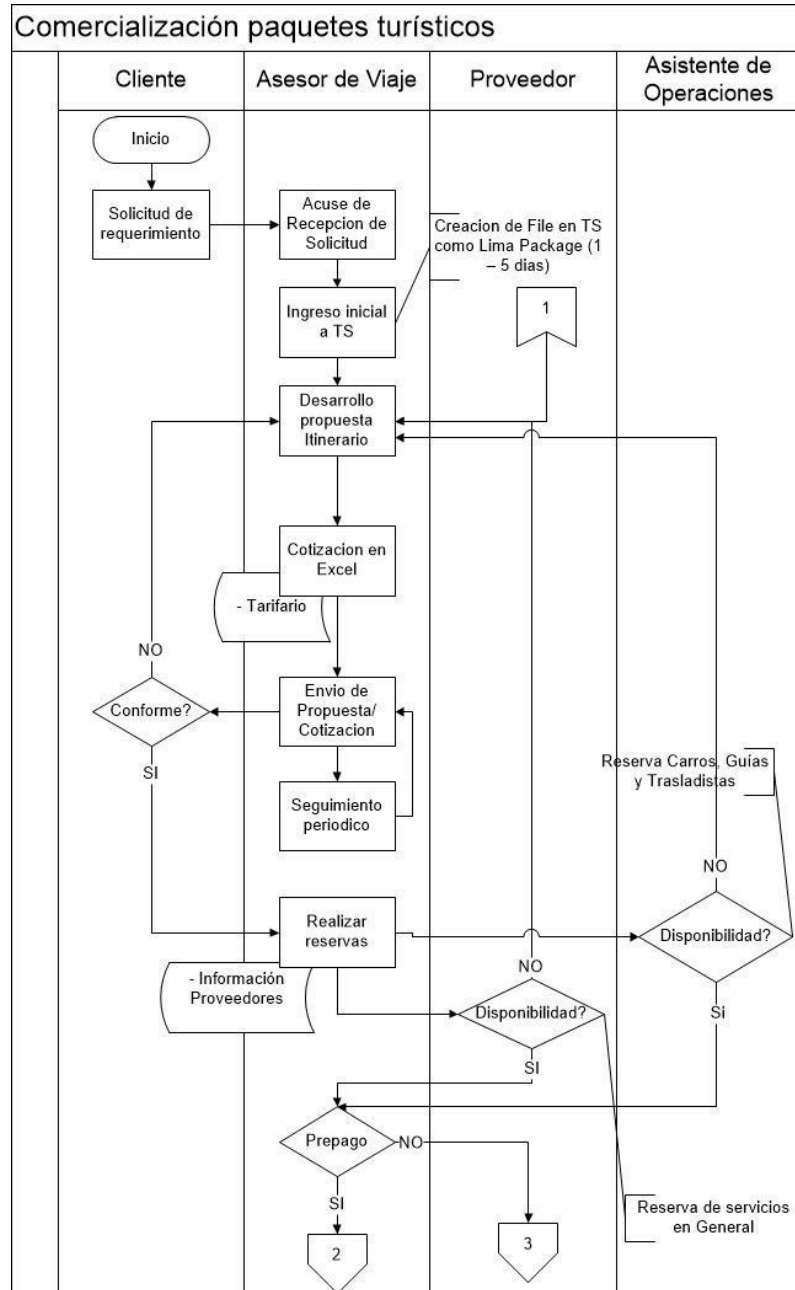 Comercialización paquetes turísticos
Cliente
Asesor de Viaje
Proveedor
Asistente de
Operaciones
Inicio
Solicitud de
requerimiento
Acuse de
Recepcion de
Solicitud
Creacion de File en TS
como Lima Package (1
– 5 dias)
Ingreso inicial
a TS
1
Desarrollo
propuesta
Itinerario
Cotizacion en
Excel
- Tarifario
NO
Conforme?
SI
Envio de
Propuesta/
Cotizacion
Seguimiento
periodico
Reserva Carros, Guías
y Trasladistas
NO
Disponibilidad?
Si
Realizar
reservas
- Información
Proveedores
NO
Disponibilidad?
SI
Prepago
NO
SI
2
3
Reserva de servicios
en General